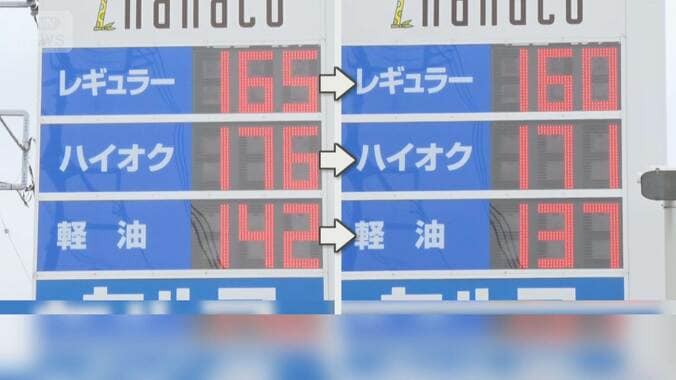 nanaco
nanaco
レギュラー 165
レギュラー 160
ハイオク 176
ハイオク 171
軽油 142
軽油 137